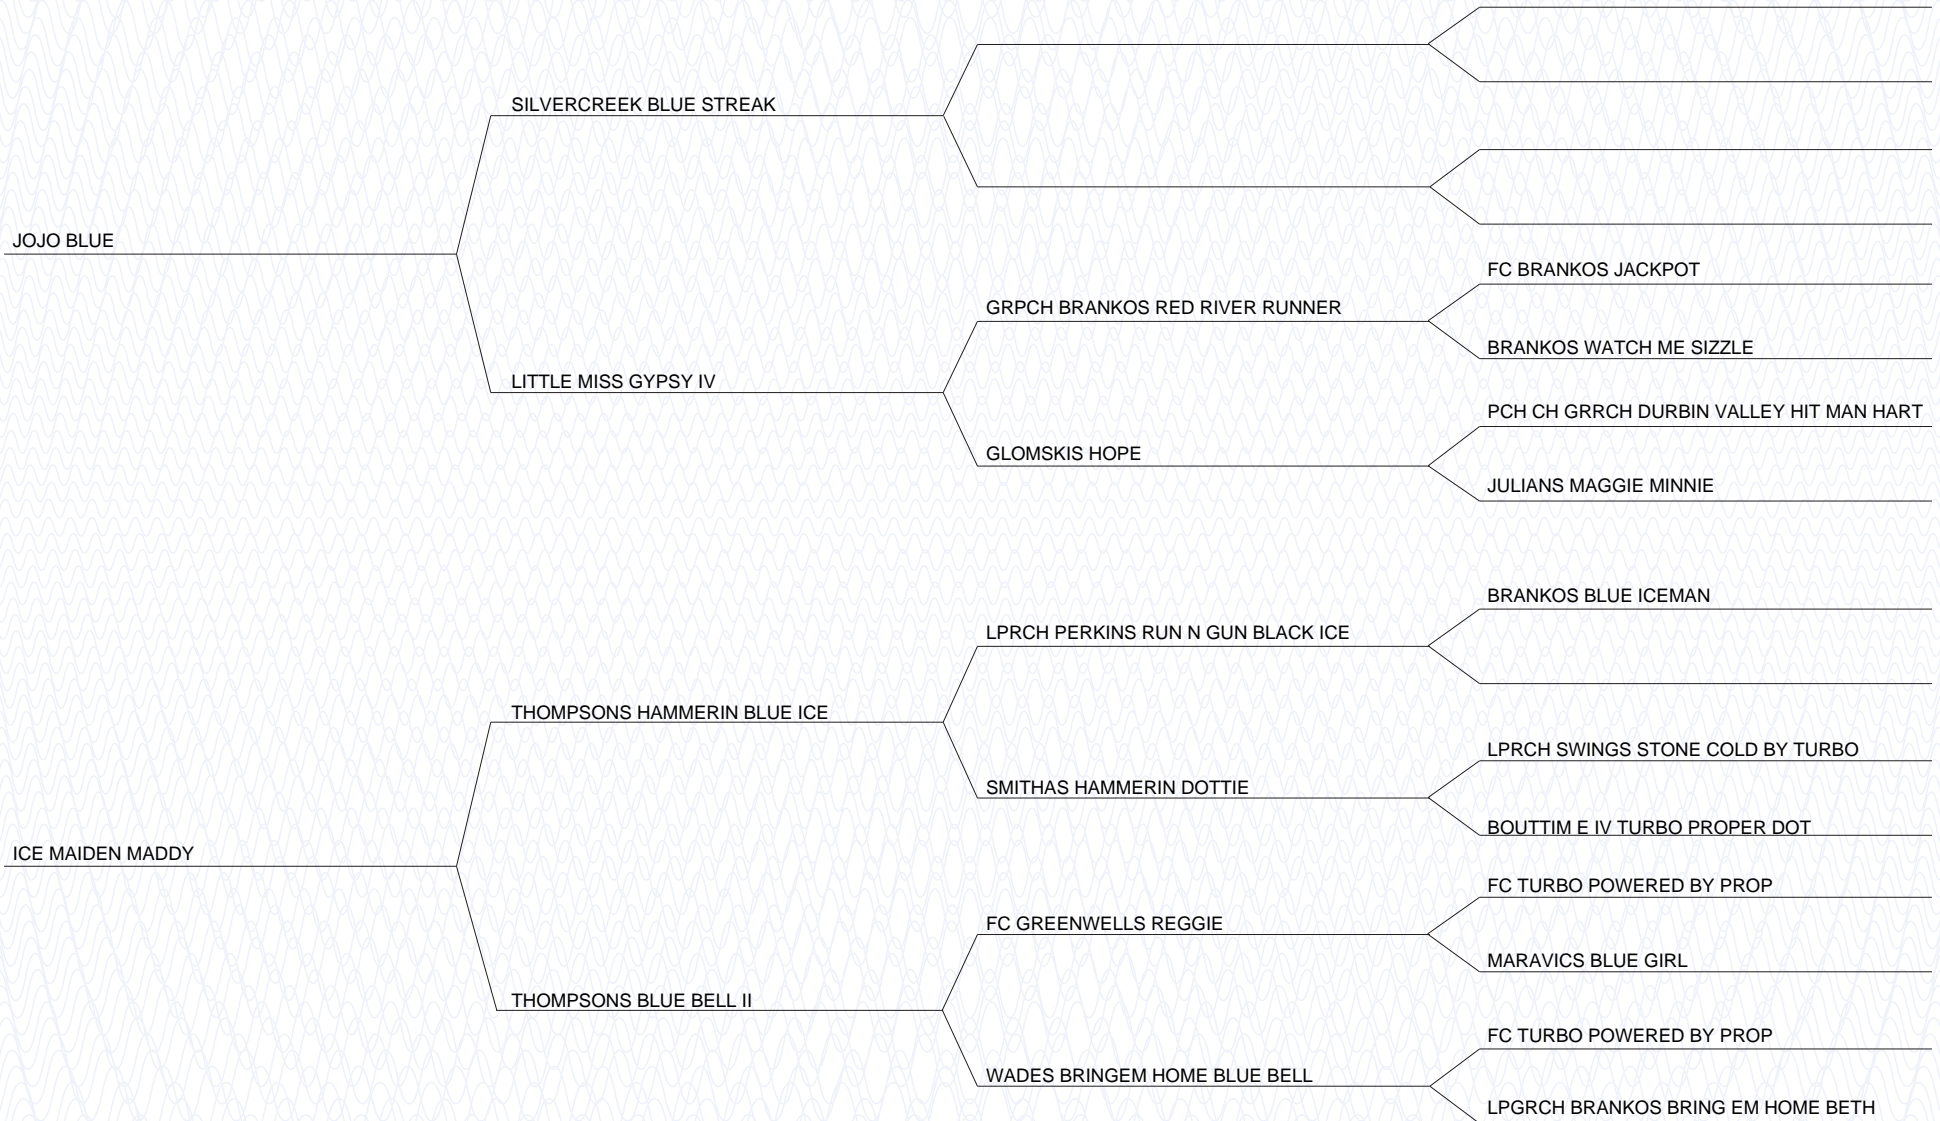 SILVERCREEK BLUE STREAK
JOJO BLUE
FC BRANKOS JACKPOT
GRPCH BRANKOS RED RIVER RUNNER
BRANKOS WATCH ME SIZZLE
LITTLE MISS GYPSY IV
PCH CH GRRCH DURBIN VALLEY HIT MAN HART
GLOMSKIS HOPE
JULIANS MAGGIE MINNIE
BRANKOS BLUE ICEMAN
LPRCH PERKINS RUN N GUN BLACK ICE
THOMPSONS HAMMERIN BLUE ICE
LPRCH SWINGS STONE COLD BY TURBO
SMITHAS HAMMERIN DOTTIE
BOUTTIM E IV TURBO PROPER DOT
ICE MAIDEN MADDY
FC TURBO POWERED BY PROP
FC GREENWELLS REGGIE
MARAVICS BLUE GIRL
THOMPSONS BLUE BELL II
FC TURBO POWERED BY PROP
WADES BRINGEM HOME BLUE BELL
LPGRCH BRANKOS BRING EM HOME BETH